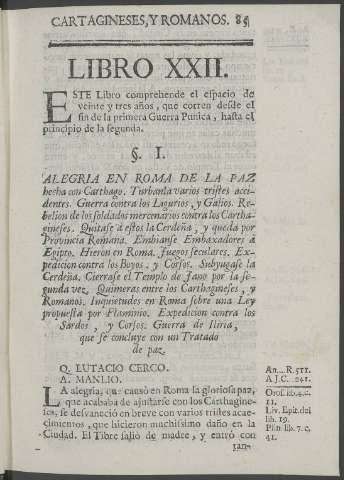 CARTAGINESES, Y ROMANOS. 89
LIBRO XXII.
ESTE Libro comprehende el espacio de
veinte y tres años, que corren desde el
fin de la primera Guerra Punica, hasta el
principio de la segunda.
§. I.
ALEGRIA EN ROMA DE LA PAZ
hecha con Carthago. Turbanla varios tristes acci-
dentes. Guerra contra los Lagurios, y Galios. Re-
belion de los soldados mercenarios contra los Cartha-
gineses. Quitase à estos la Cerdeña, y queda por
Provincia Romana. Embianse Embaxadores à
Egipto. Hieron en Roma. Juegos seculares. Ex-
pedicion contra los Boyos, y Corsos. Subyugase la
Cerdeña. Cierrase el Templo de Jano por la se-
gunda vez. Quimeras entre los Carthagineses, y
Romanos. Inquietudes en Roma sobre una Ley
propuesta por Flaminio. Expedicion contra los
Sardos, y Corsos. Guerra de Iliria,
que se concluye con un Tratado
de paz.
Q. LUTACIO CERCO.
A. MANLIO.
An. R. 511.
A. J. C. 241.
LA alegria, que causó en Roma la gloriosa paz,
que acababa de ajustarse con los Carthagine-
ses, se desvaneció en breve con varios tristes acae-
cimientos, que hicieron muchisimo daño en la
Ciudad. El Tibre salió de madre, y entró con
tan-
Oros. lib. 4. c.
11.
Liv. Epit. del
lib. 19.
Plin. lib. 7. c.
41.